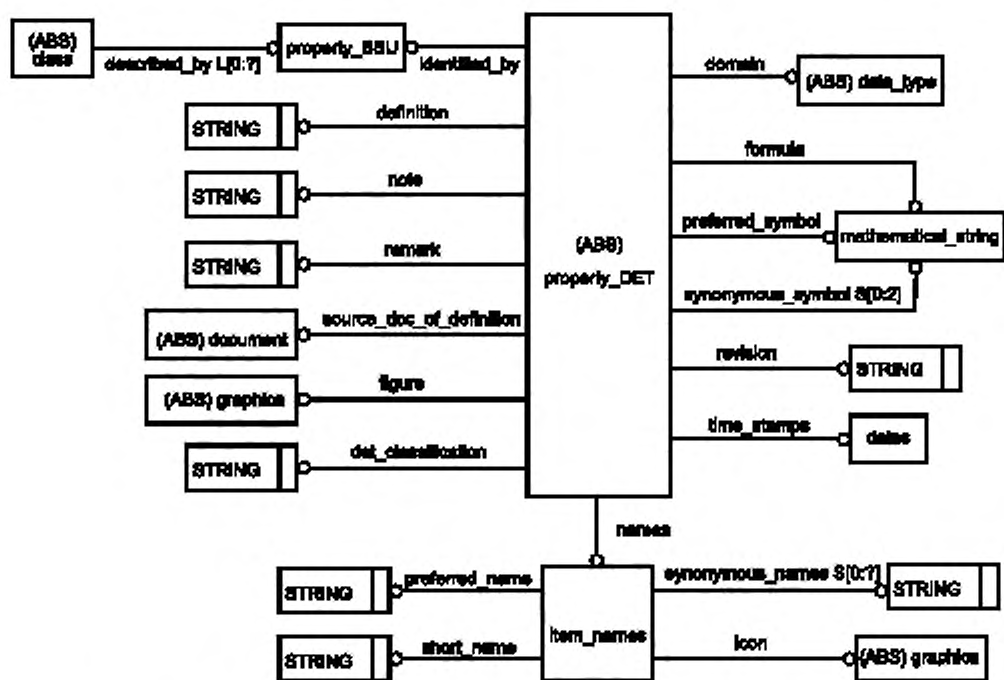 (ABS)
class
described_by L[0:?]
property_BSU
identified_by
STRING
definition
STRING
note
STRING
remark
(ABS) document
source_doc_of_definition
(ABS) graphics
figure
STRING
det_classification
(ABS)
property_DET
domain
(ABS) data_type
formula
preferred_symbol
mathematical_string
synonymous_symbol S[0:2]
revision
STRING
time_stamps
dates
names
STRING
preferred_name
STRING
short_name
item_names
synonymous_names S[0:?]
STRING
icon
(ABS) graphics